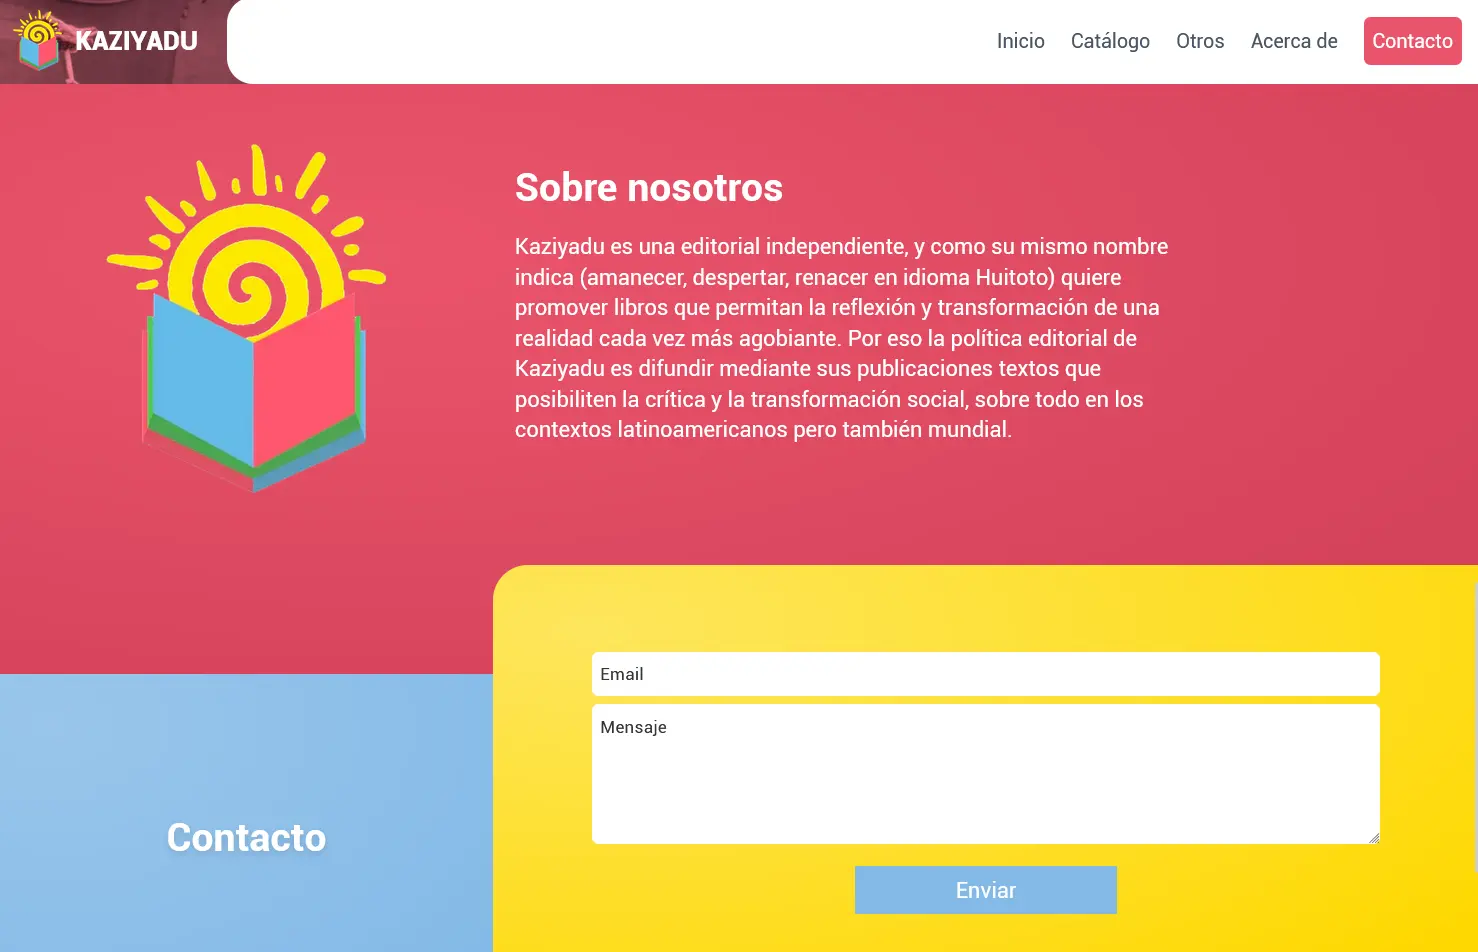 KAZIYADU
Inicio
Catálogo
Otros
Acerca de
Contacto
Sobre nosotros
Kaziyadu es una editorial independiente, y como su mismo nombre
indica (amanecer, despertar, renacer en idioma Huitoto) quiere
promover libros que permitan la reflexión y transformación de una
realidad cada vez más agobiante. Por eso la política editorial de
Kaziyadu es difundir mediante sus publicaciones textos que
posibiliten la crítica y la transformación social, sobre todo en los
contextos latinoamericanos pero también mundial.
Email
Mensaje
Contacto
Enviar